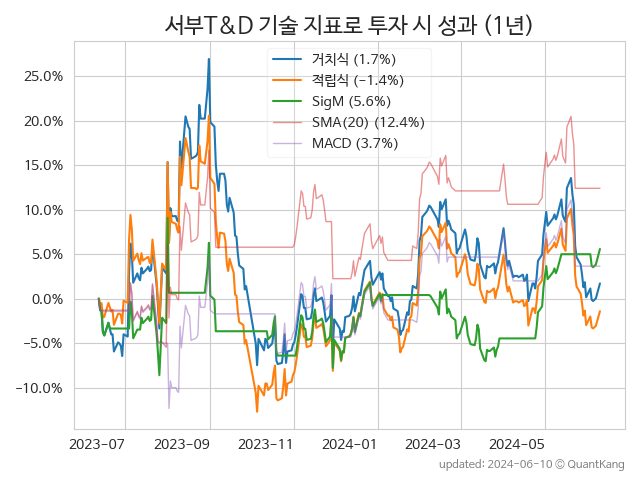 서부T&D 기술 지표로 투자 시 성과 (1년)
거치식 (1.7%)
적립식 (−1.4%)
SigM (5.6%)
SMA(20) (12.4%)
MACD (3.7%)
25.0%
20.0%
15.0%
10.0%
5.0%
0.0%
−5.0%
−10.0%
2023-07 2023-09 2023-11 2024-01 2024-03 2024-05
updated: 2024-06-10 © QuantKang